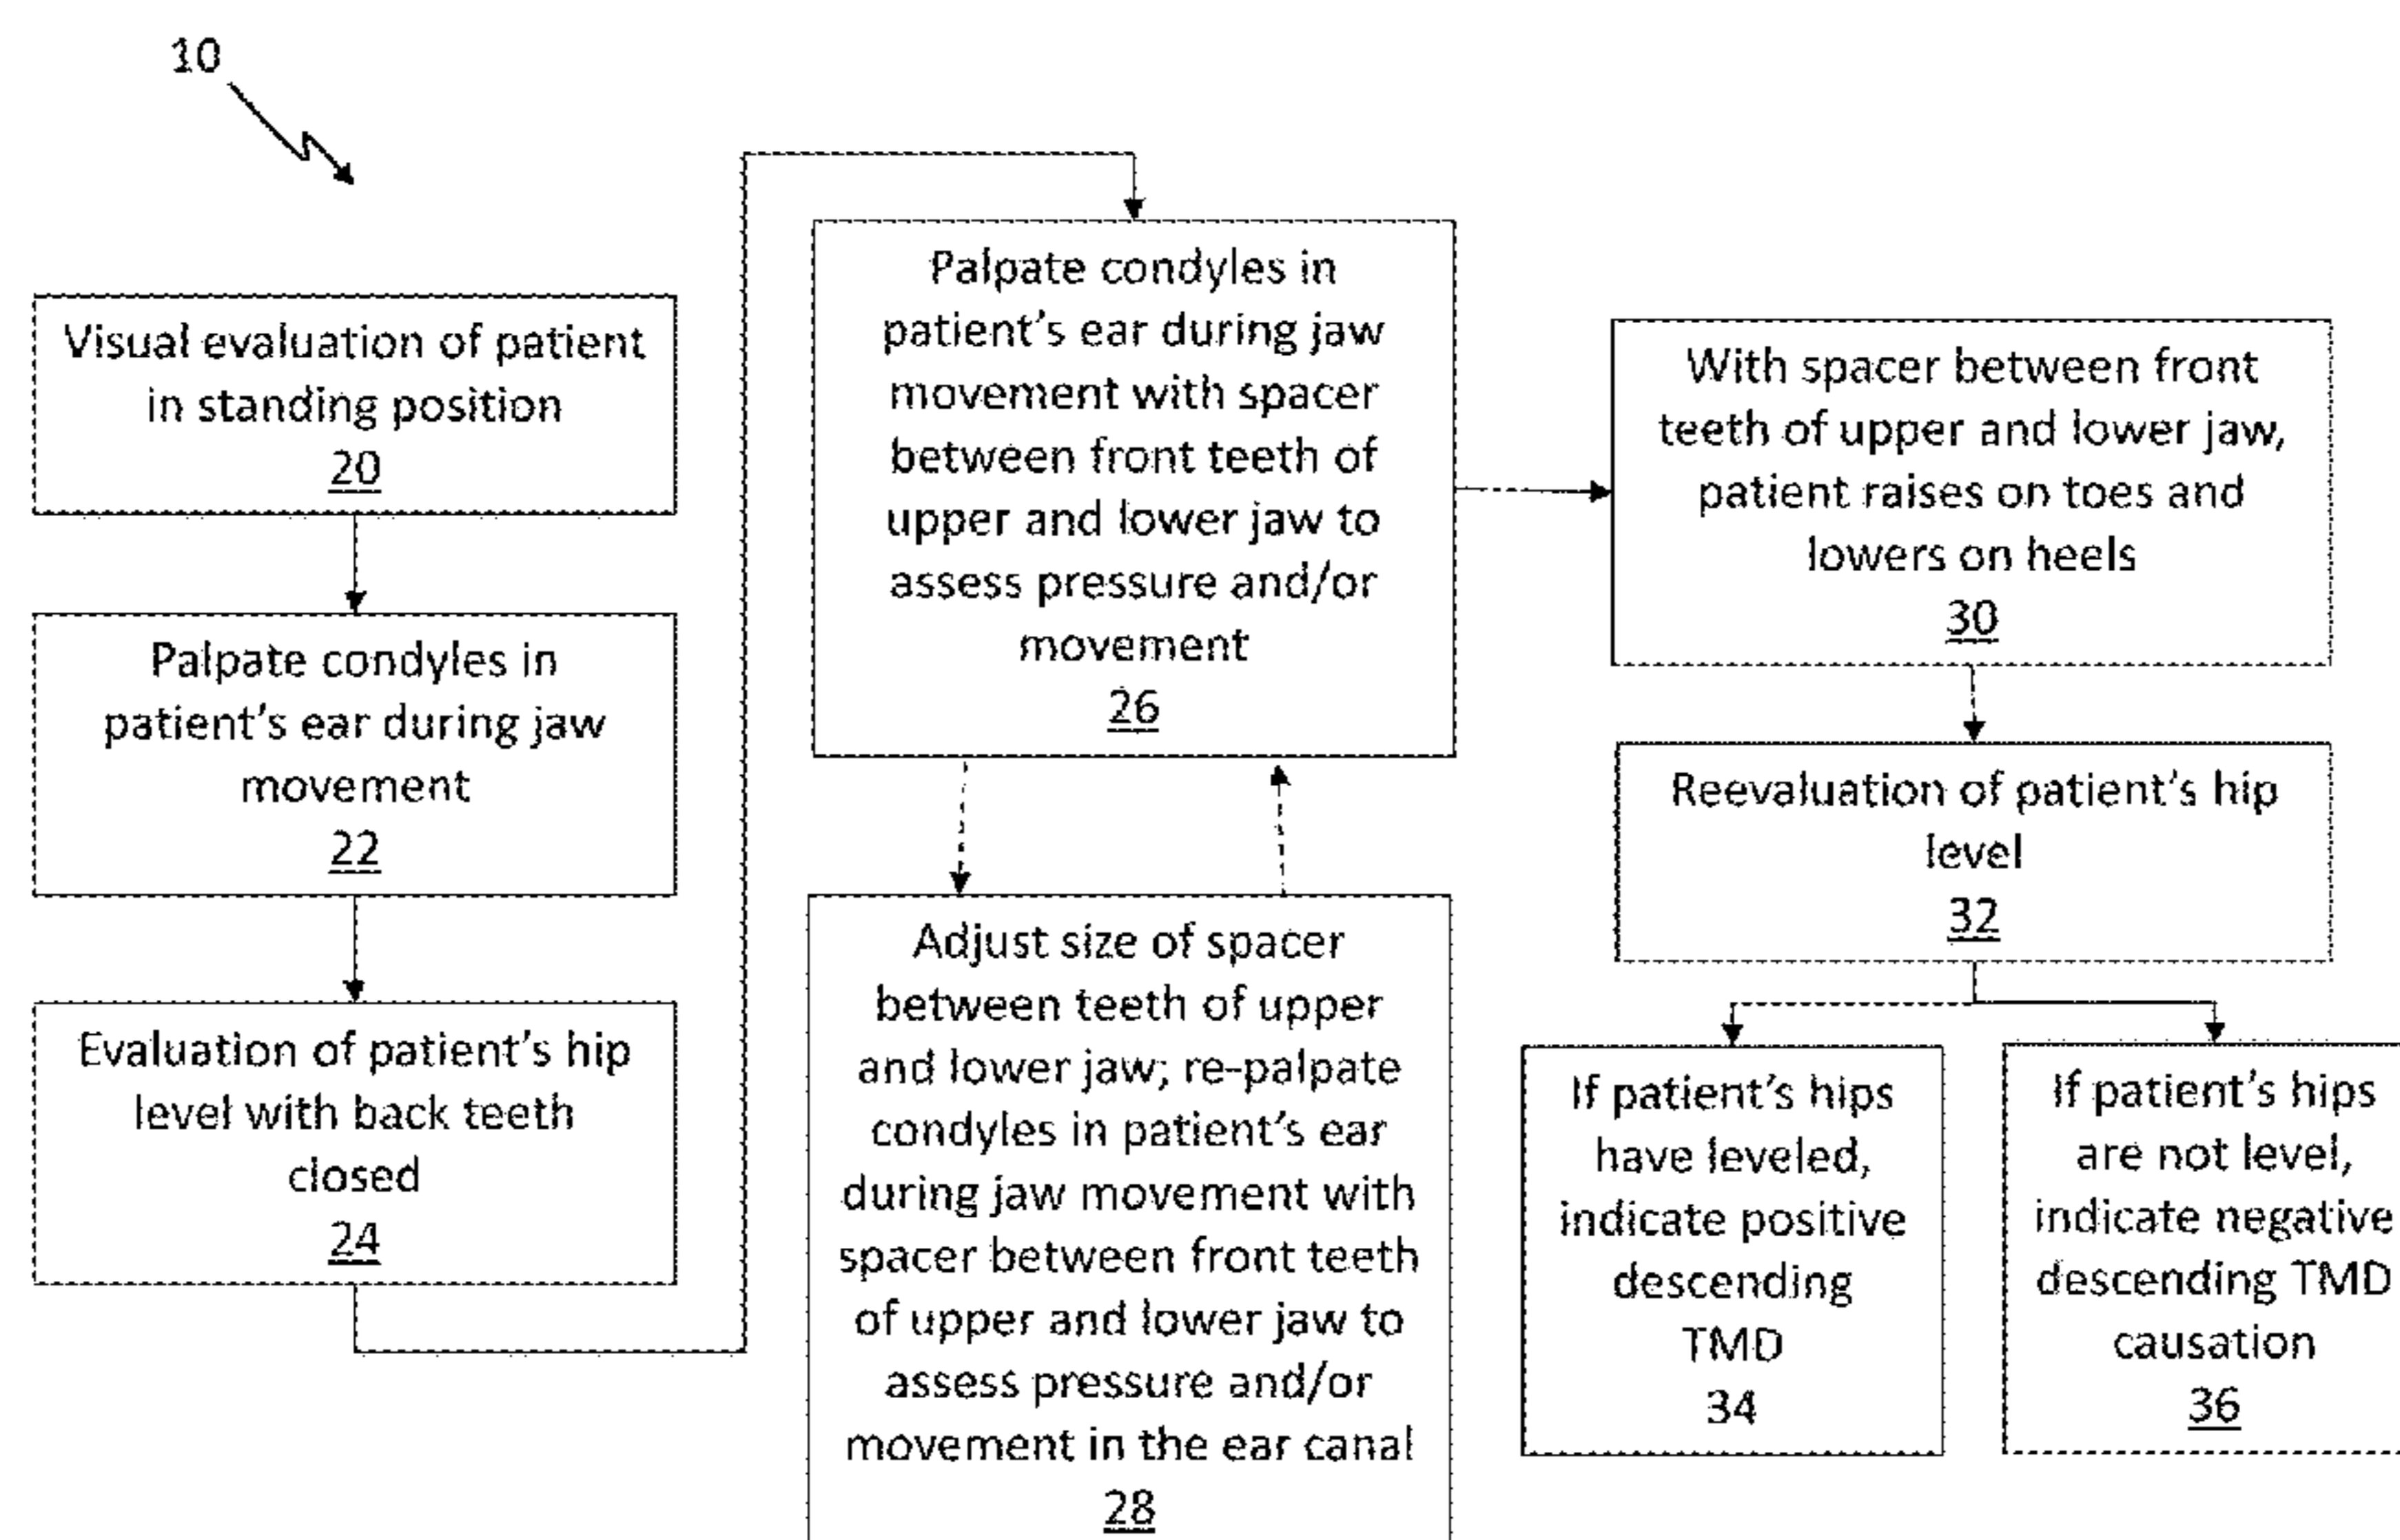 10
Visual evaluation of patient
in standing position
20
Palpate condyles in
patient's ear during jaw
movement
22
Evaluation of patient's hip
level with back teeth
closed
24
Palpate condyles in
patient's ear during jaw
movement with spacer
between front teeth of
upper and lower jaw to
assess pressure and/or
movement
26
Adjust size of spacer
between teeth of upper
and lower jaw; re-palpate
condyles in patient's ear
during jaw movement with
spacer between front teeth
of upper and lower jaw to
assess pressure and/or
movement in the ear canal
28
With spacer between front
teeth of upper and lower jaw,
patient raises on toes and
lowers on heels
30
Reevaluation of patient's hip
level
32
If patient's hips
have leveled,
indicate positive
descending
TMD
34
If patient's hips
are not level,
indicate negative
descending TMD
causation
36